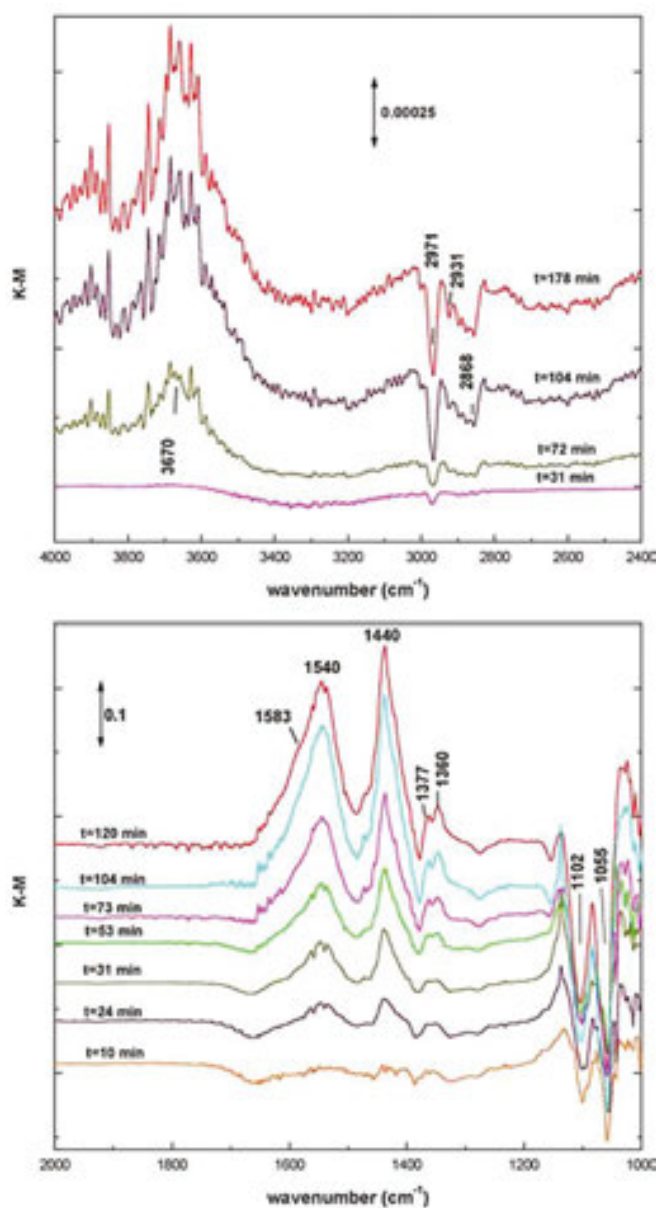 0.00025
2971
2931
t=178 min
K-M
2868
t=104 min
3670
t=72 min
t=31 min
4000 3800 3600 3400 3200 3000 2800 2600 2400
wavenumber (cm⁻¹)
1440
1540
0.1
1583
1377
1360
t=120 min
K-M
1102
1055
t=104 min
t=73 min
t=53 min
t=31 min
t=24 min
t=10 min
2000 1800 1600 1400 1200 1000
wavenumber (cm⁻¹)